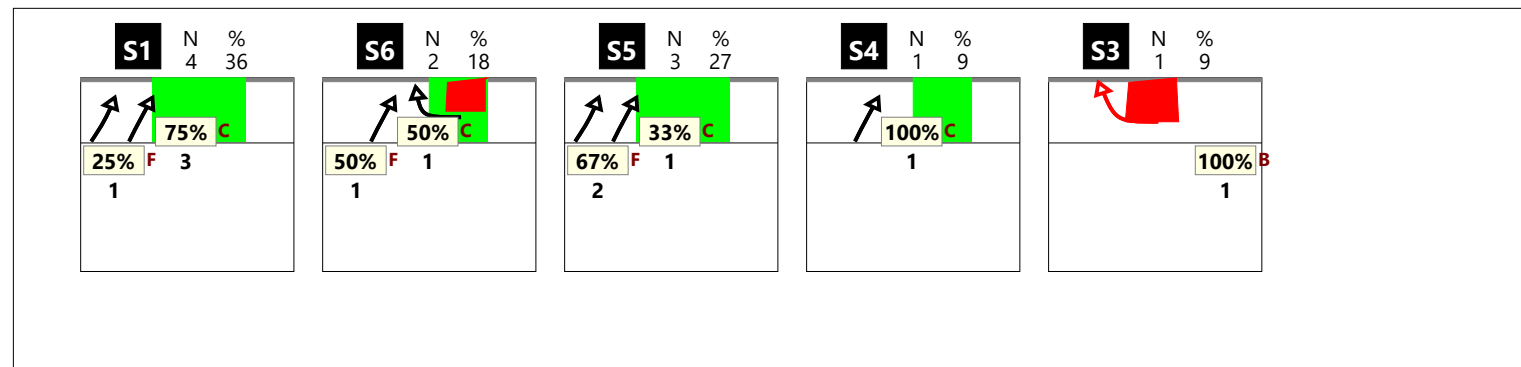 S1 N % 4 36
75% C
25% F 3
1
S6 N % 2 18
50% C
50% F 1
1
S5 N % 3 27
33% C
67% F 1
2
S4 N % 1 9
100% C
1
S3 N % 1 9
100% B
1